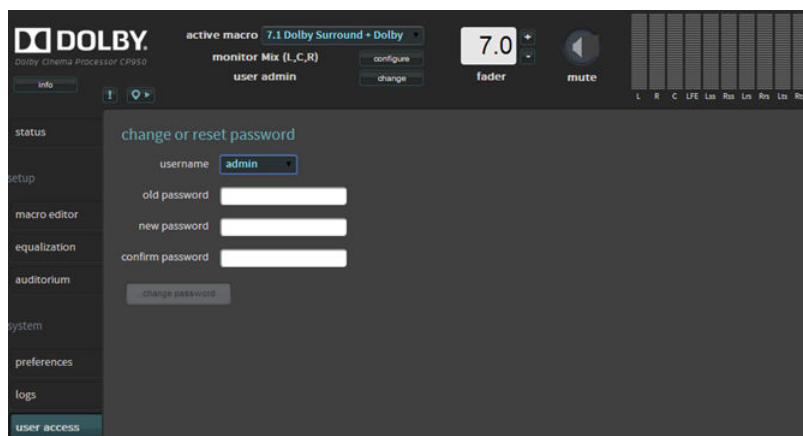 DOLBY.
Dolby Cinema Processor CP950
info
active macro 7.1 Dolby Surround + Dolby
monitor Mix (L,C,R) configure
user admin change
7.0
+
-
fader
mute
L R C LFE Lss Rss Lrs Rrs Lts Rts
!
status
setup
macro editor
equalization
auditorium
system
preferences
logs
user access
change or reset password
username admin
old password
new password
confirm password
change password